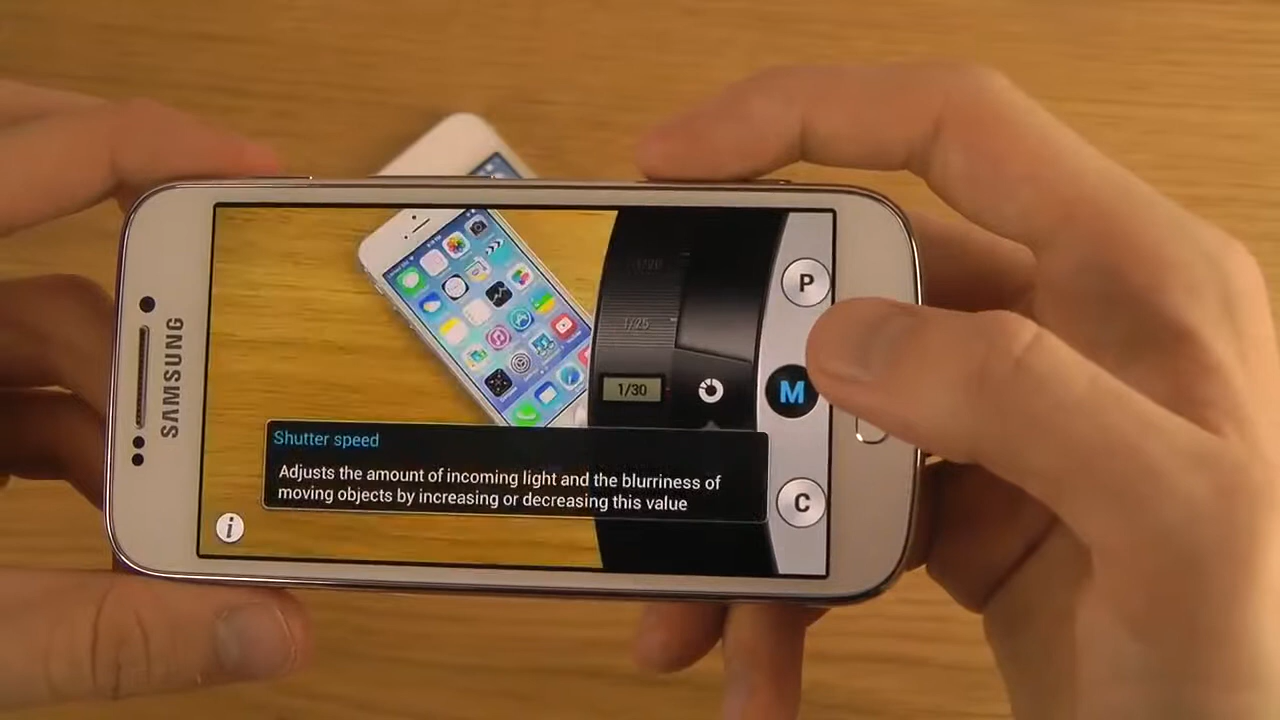 SAMSUNG
1/25
P
1/30
M
Shutter speed
Adjusts the amount of incoming light and the blurriness of
moving objects by increasing or decreasing this value
C
i